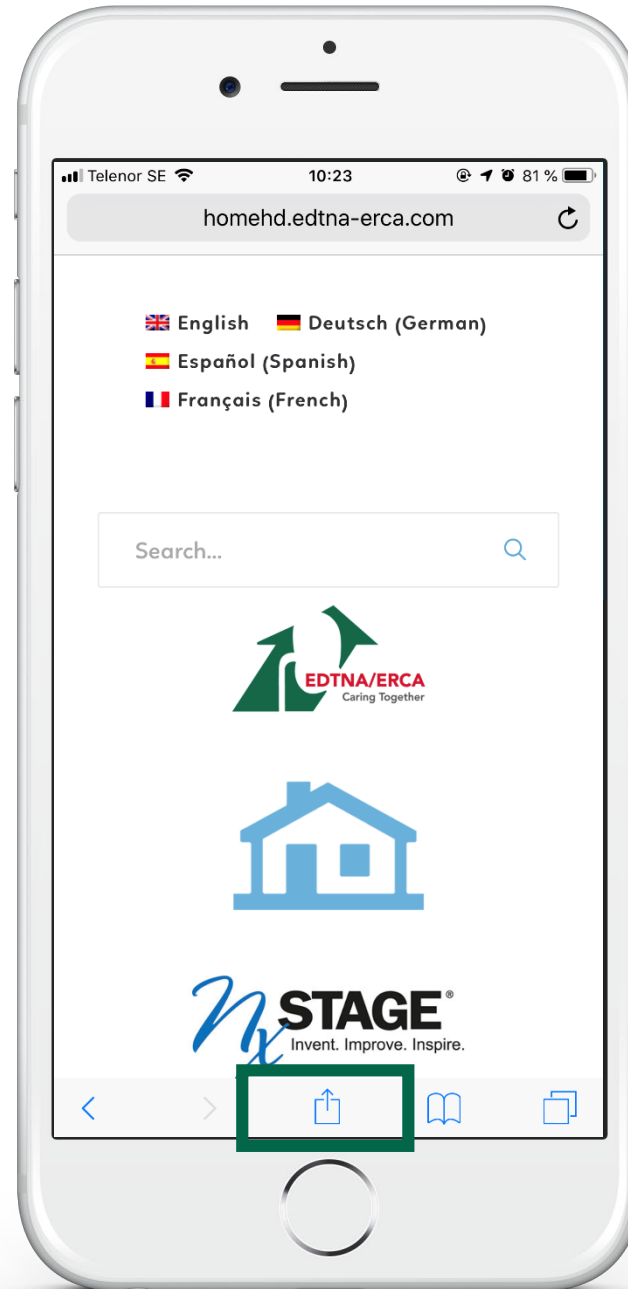 Telenor SE 10:23 81 %
homehd.edtna-erca.com
English Deutsch (German)
Español (Spanish)
Français (French)
Search...
EDTNA/ERCA
Caring Together
NxSTAGE®
Invent. Improve. Inspire.